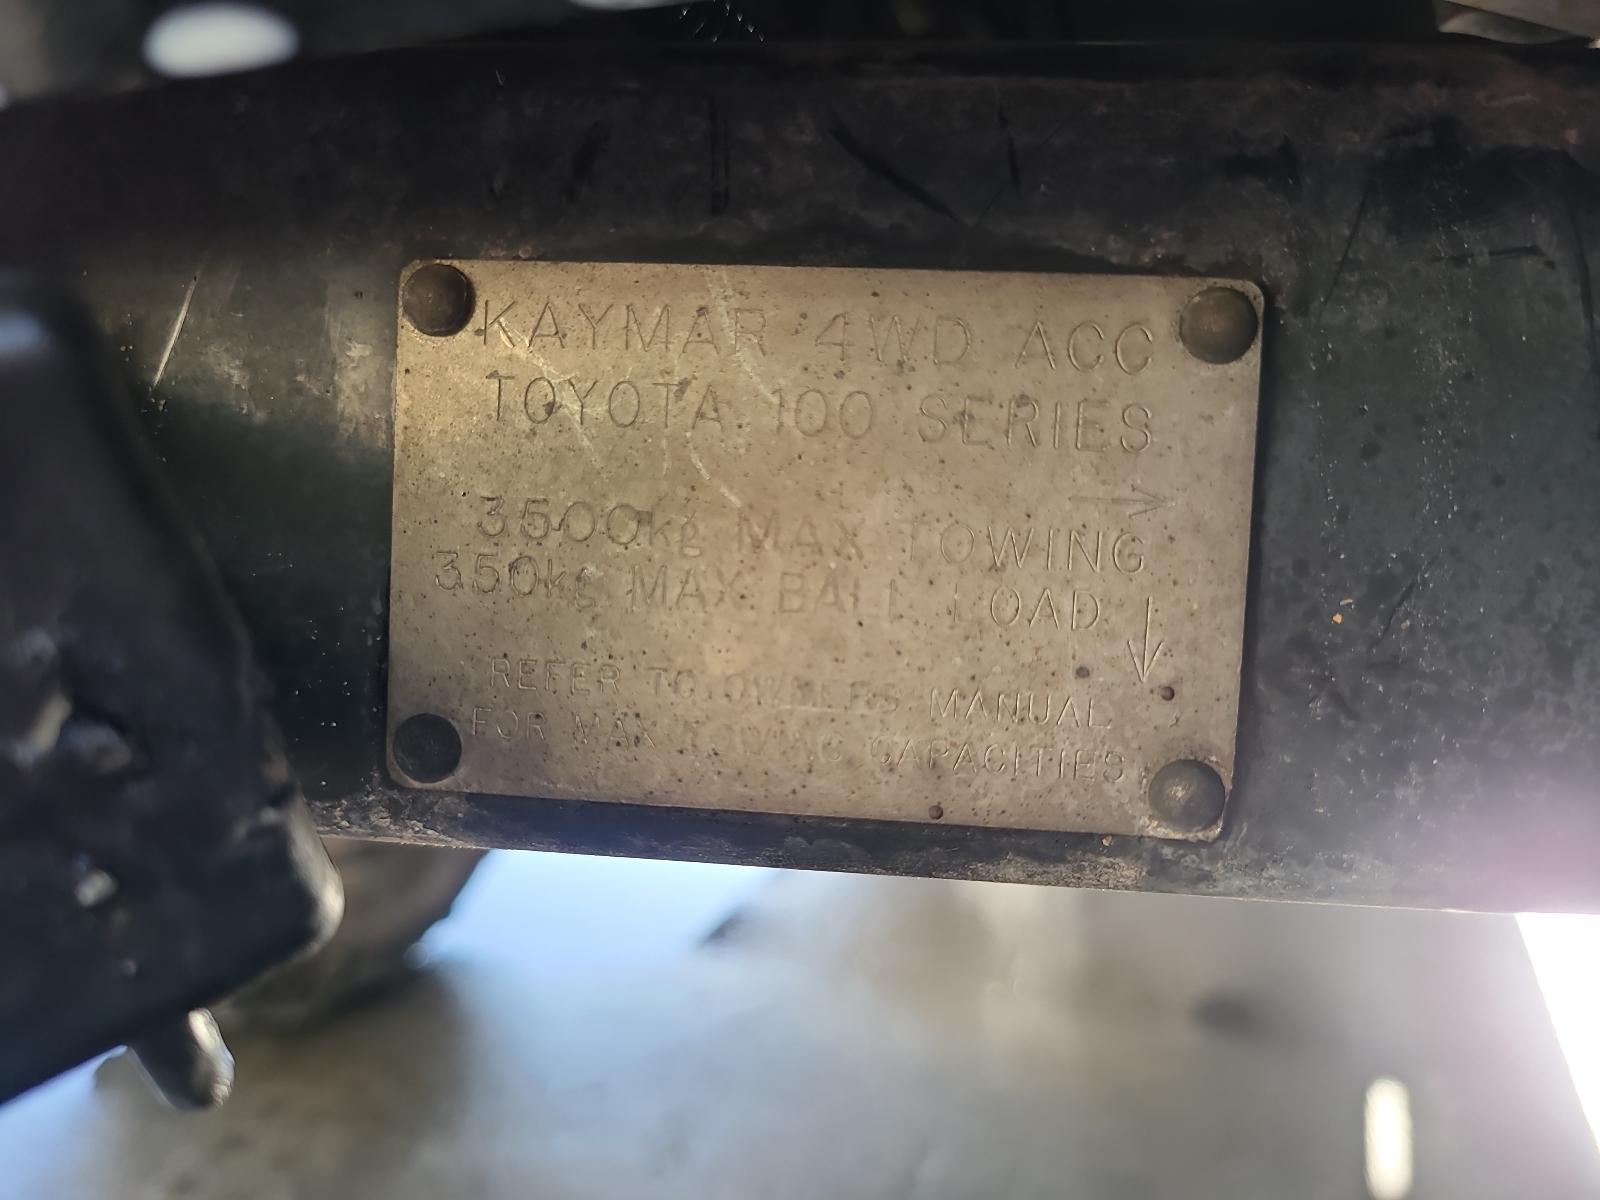 KAYMAR 4WD ACC
TOYOTA 100 SERIES
3500kg MAX TOWING
350kg MAX BALL LOAD
REFER TO OWNERS MANUAL
FOR MAX TOWING CAPACITIES